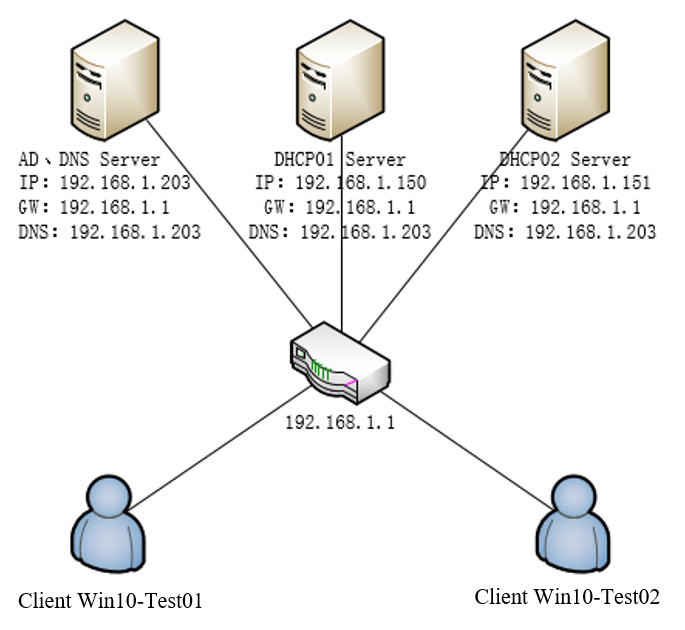 AD、DNS Server
IP: 192.168.1.203
GW: 192.168.1.1
DNS: 192.168.1.203
DHCP01 Server
IP: 192.168.1.150
GW: 192.168.1.1
DNS: 192.168.1.203
DHCP02 Server
IP: 192.168.1.151
GW: 192.168.1.1
DNS: 192.168.1.203
192.168.1.1
Client Win10-Test01
Client Win10-Test02